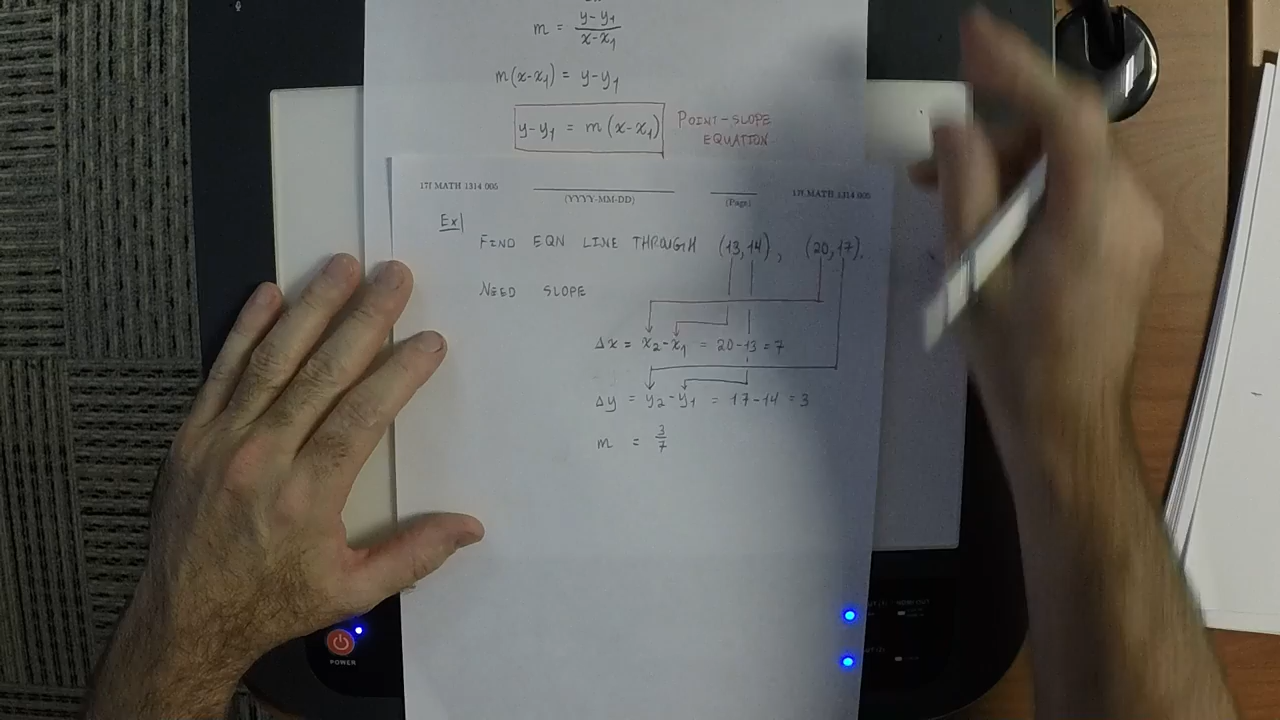 m = y-y1 / x-x1
m(x-x1) = y-y1
y-y1 = m(x-x1) POINT-SLOPE EQUATION
17f MATH 1314 005 (YYYY-MM-DD) (Page) 17f MATH 1314 005
Ex|
FIND EQN LINE THROUGH (13,14), (20,17).
NEED SLOPE
Δx = x2-x1 = 20-13 = 7
Δy = y2-y1 = 17-14 = 3
m = 3/7
POWER